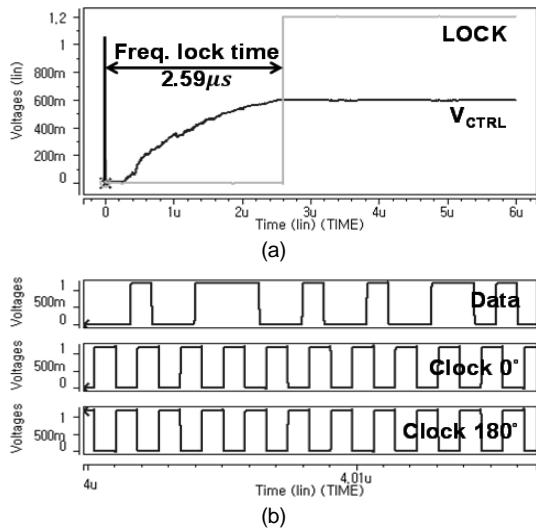 1.2
1
800m
600m
400m
200m
0
Voltages (lin)
Freq. lock time
2.59μs
LOCK
V_CTRL
0 1u 2u 3u 4u 5u 6u
Time (lin) (TIME)
(a)
Voltages
1
500m
0
Data
Voltages
1
500m
0
Clock 0°
Voltages
1
500m
0
Clock 180°
4u 4.01u
Time (lin) (TIME)
(b)